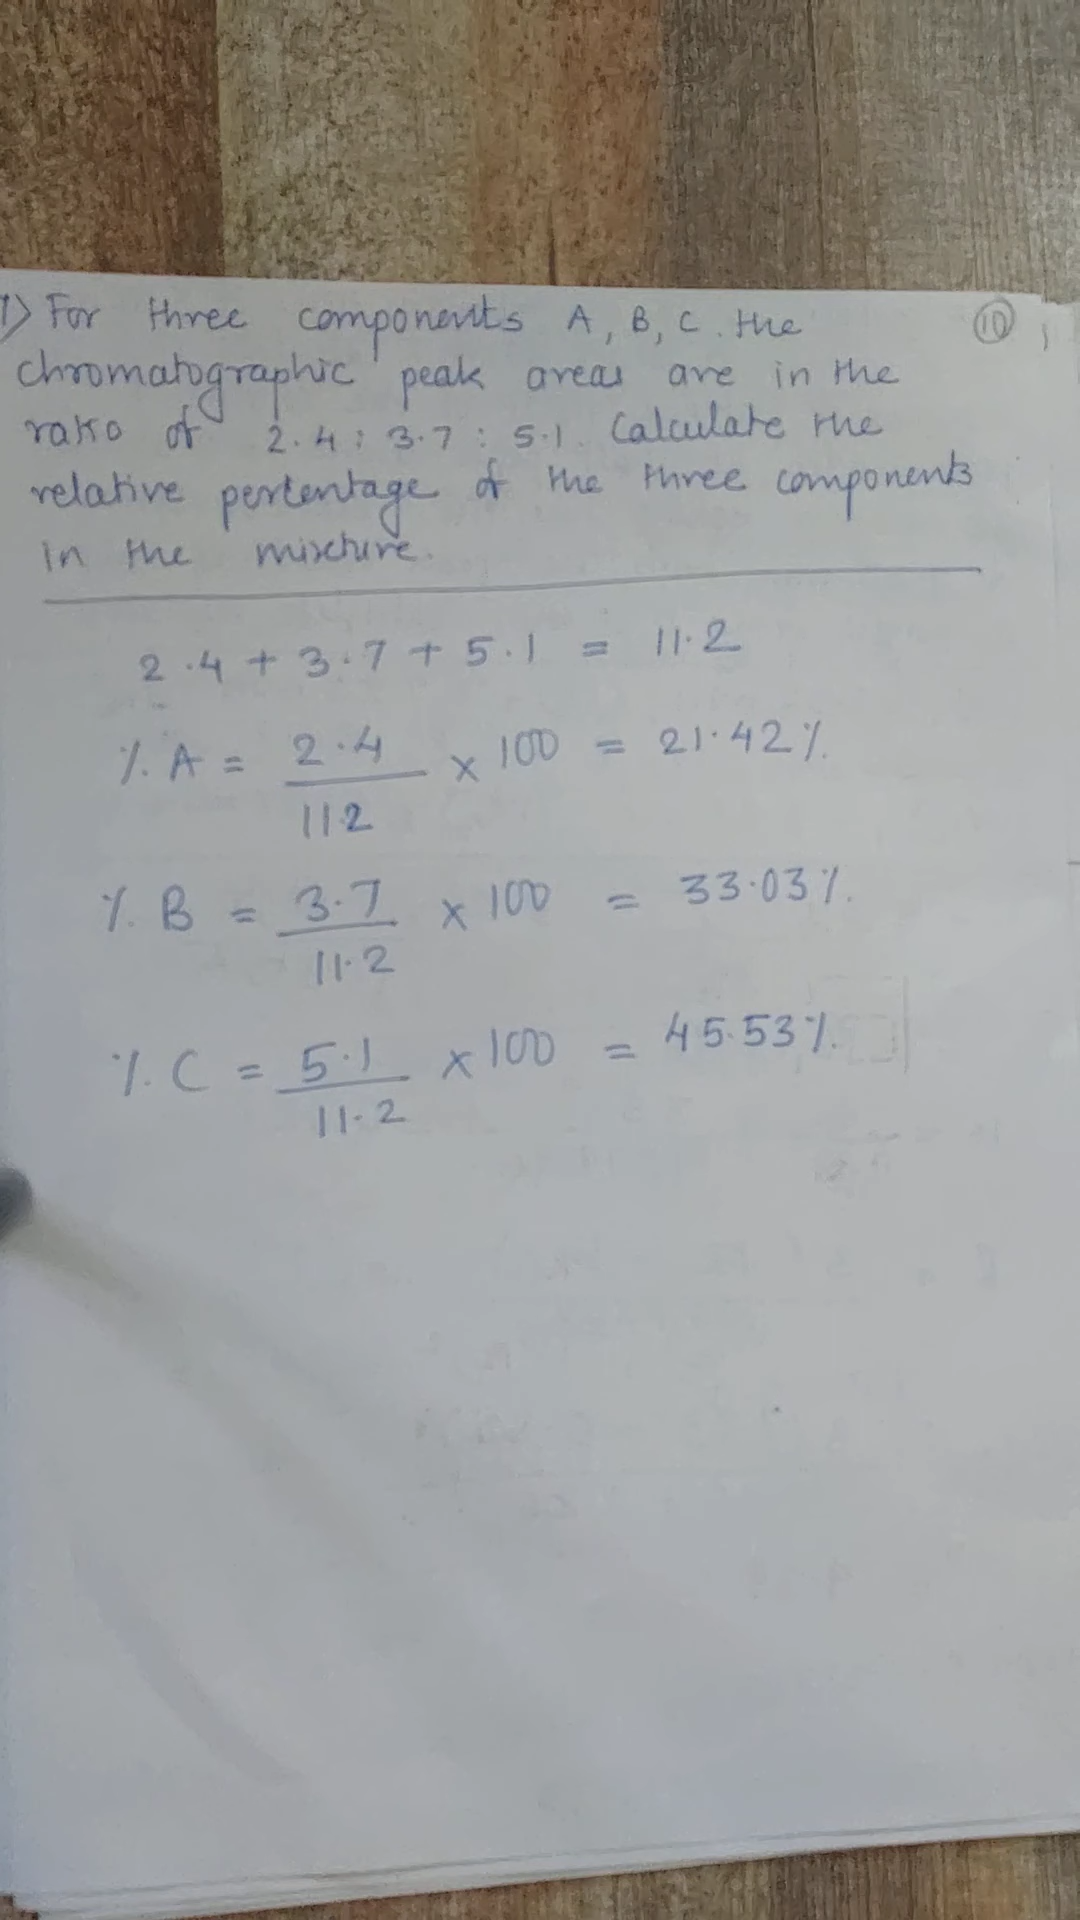 1) For three components A, B, C. the
10
chromatographic peak areas are in the
ratio of 2.4 : 3.7 : 5.1. Calculate the
relative percentage of the three components
in the mixture.
2.4 + 3.7 + 5.1 = 11.2
% A = 2.4 × 100 = 21.42%
11.2
% B = 3.7 × 100 = 33.03%.
11.2
% C = 5.1 × 100 = 45.53%.
11.2